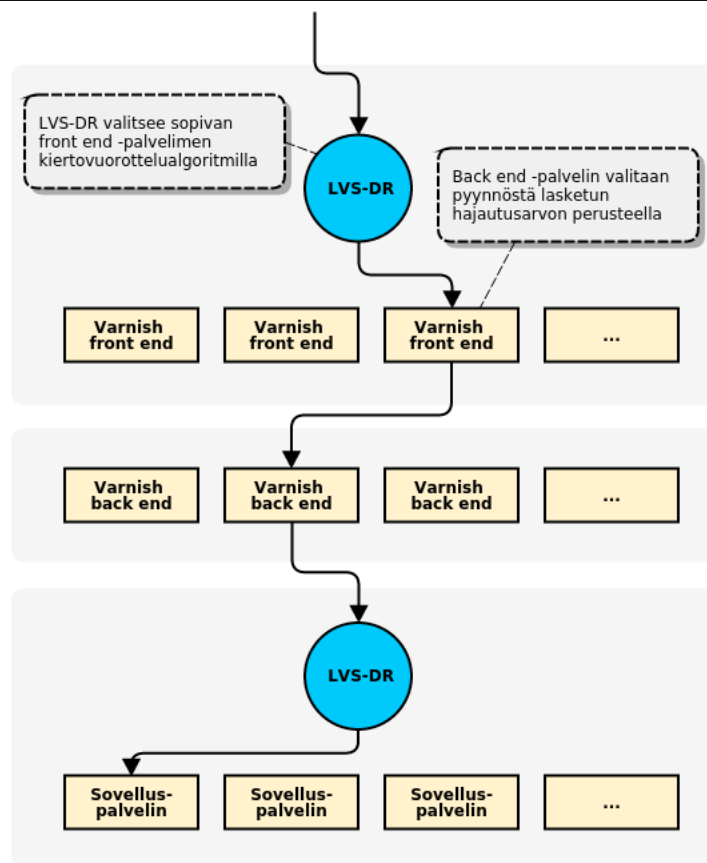 LVS-DR valitsee sopivan
front end -palvelimen
kiertovuorottelualgoritmilla
LVS-DR
Back end -palvelin valitaan
pyynnöstä lasketun
hajautusarvon perusteella
Varnish
front end
Varnish
front end
Varnish
front end
...
Varnish
back end
Varnish
back end
Varnish
back end
...
LVS-DR
Sovellus-
palvelin
Sovellus-
palvelin
Sovellus-
palvelin
...